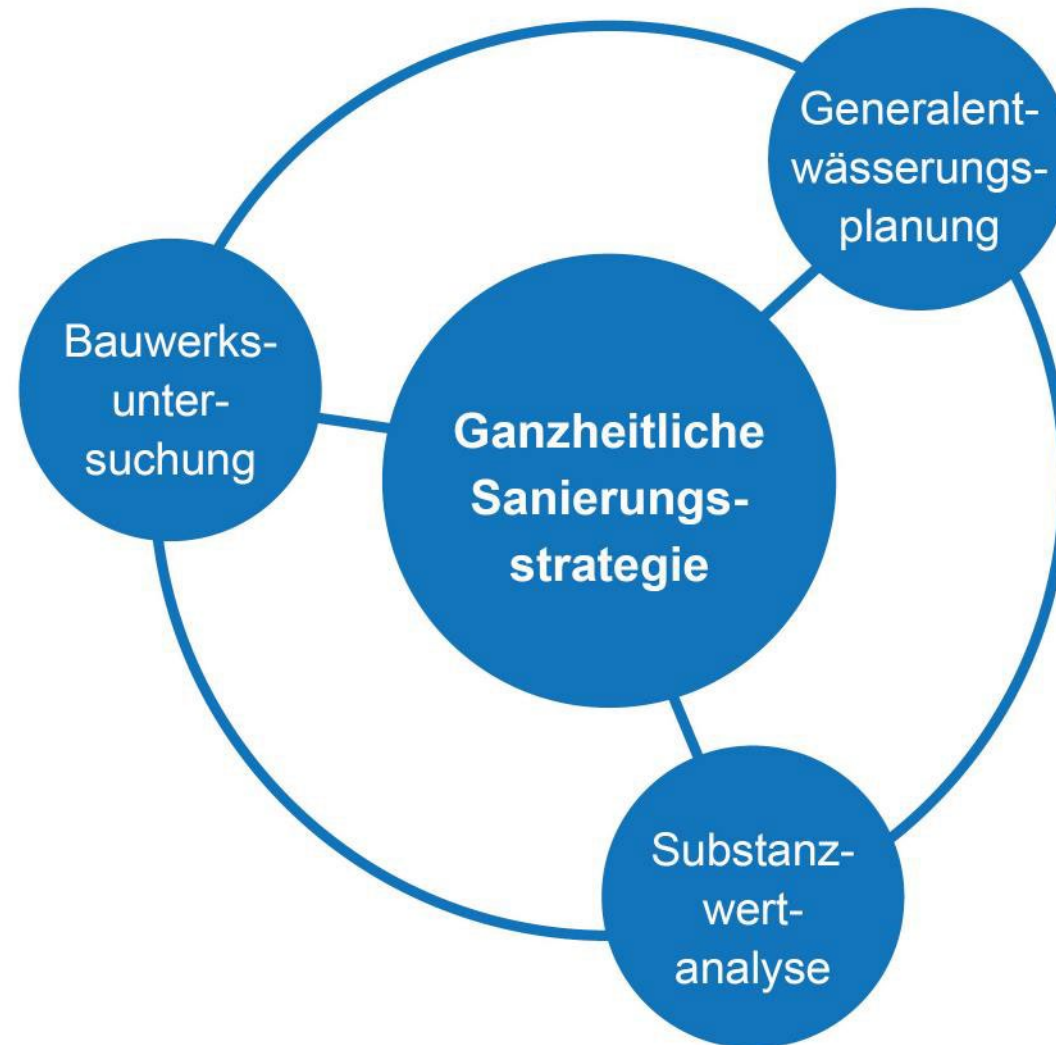 Generalent-
wässerungs-
planung
Bauwerks-
unter-
suchung
Ganzheitliche
Sanierungs-
strategie
Substanz-
wert-
analyse